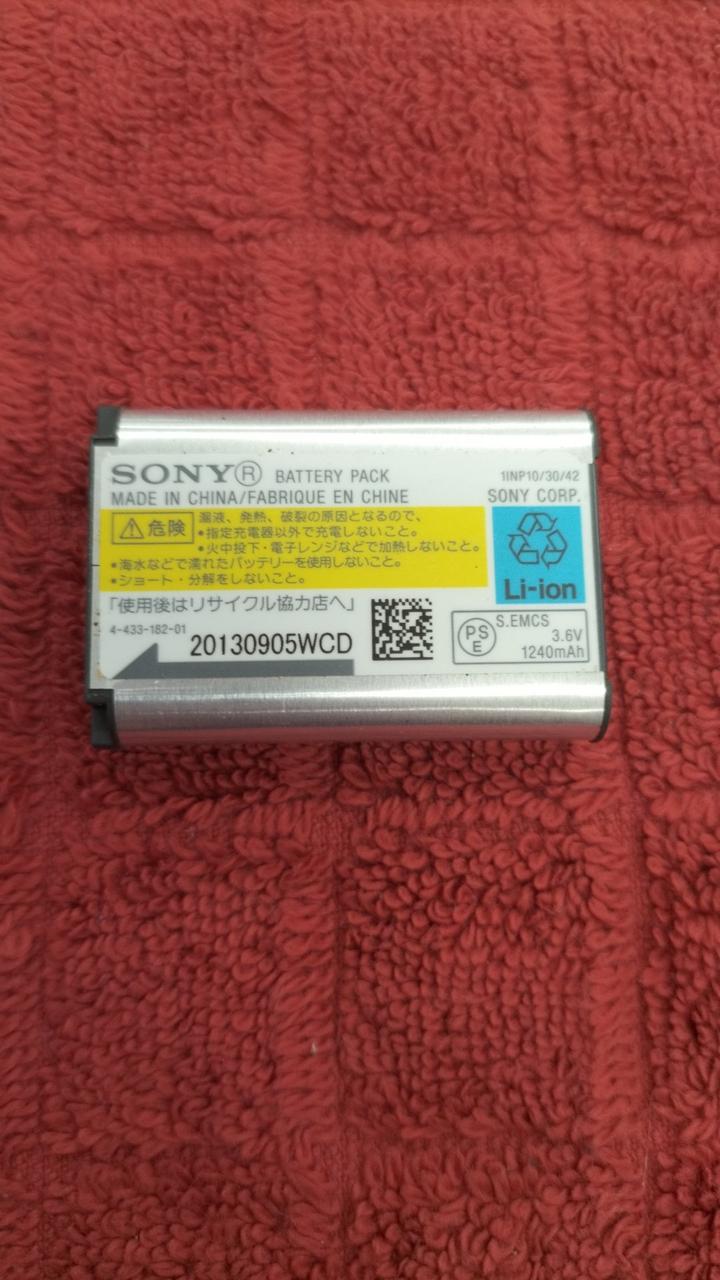 SONY® BATTERY PACK 1INP10/30/42
MADE IN CHINA/FABRIQUE EN CHINE SONY CORP.
⚠危険 漏液、発熱、破裂の原因となるので、
•指定充電器以外で充電しないこと。
•火中投下・電子レンジなどで加熱しないこと。
•海水などで濡れたバッテリーを使用しないこと。
•ショート・分解をしないこと。
Li-ion
「使用後はリサイクル協力店へ」
4-433-182-01
20130905WCD
PS
E
S.EMCS
3.6V
1240mAh